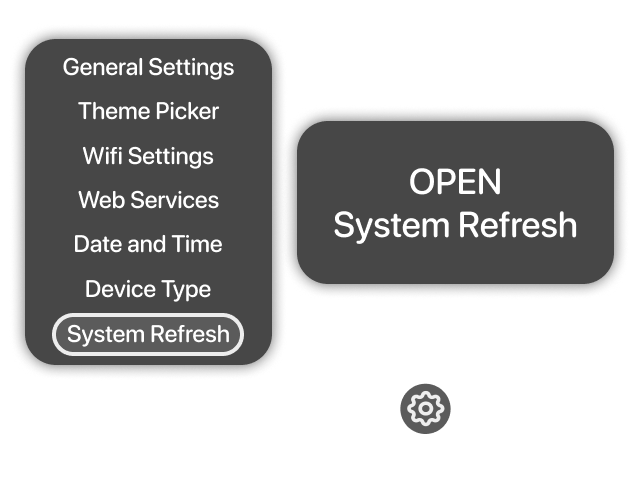 General Settings
Theme Picker
Wifi Settings
Web Services
Date and Time
Device Type
System Refresh
OPEN
System Refresh